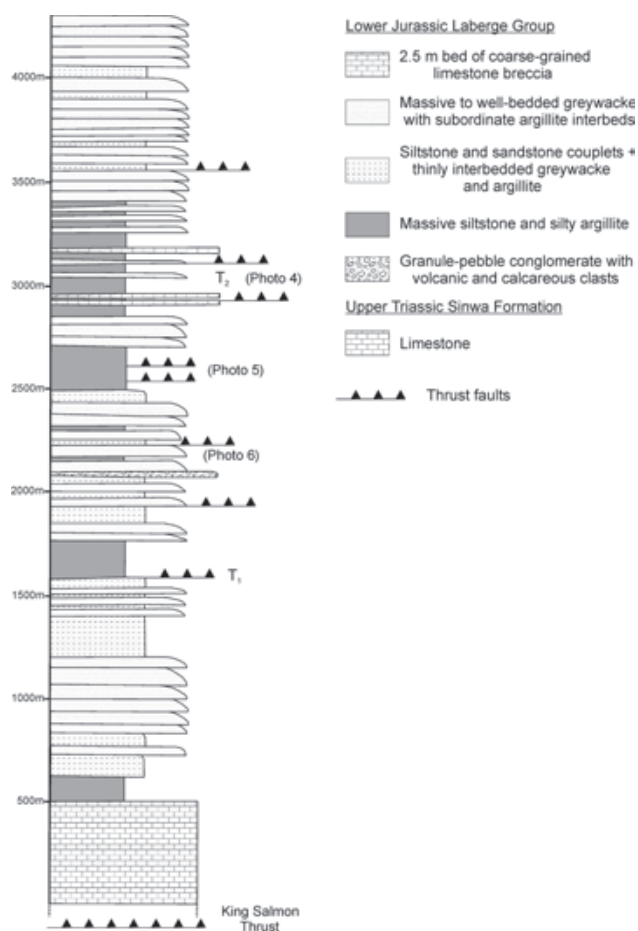 4000m
3500m
3000m
2500m
2000m
1500m
1000m
500m
T₂ (Photo 4)
(Photo 5)
(Photo 6)
T₁
King Salmon
Thrust
Lower Jurassic Laberge Group
2.5 m bed of coarse-grained
limestone breccia
Massive to well-bedded greywacke
with subordinate argillite interbeds
Siltstone and sandstone couplets +
thinly interbedded greywacke
and argillite
Massive siltstone and silty argillite
Granule-pebble conglomerate with
volcanic and calcareous clasts
Upper Triassic Sinwa Formation
Limestone
Thrust faults